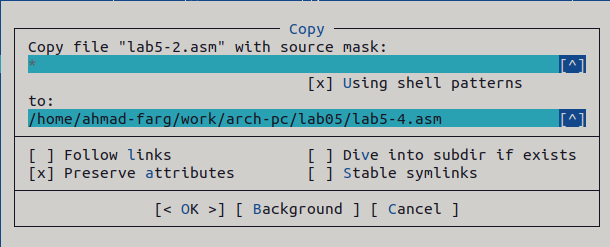 Copy
Copy file "lab5-2.asm" with source mask:
* [^]
[x] Using shell patterns
to:
/home/ahmad-farg/work/arch-pc/lab05/lab5-4.asm [^]
[ ] Follow links [ ] Dive into subdir if exists
[x] Preserve attributes [ ] Stable symlinks
[< OK >] [ Background ] [ Cancel ]